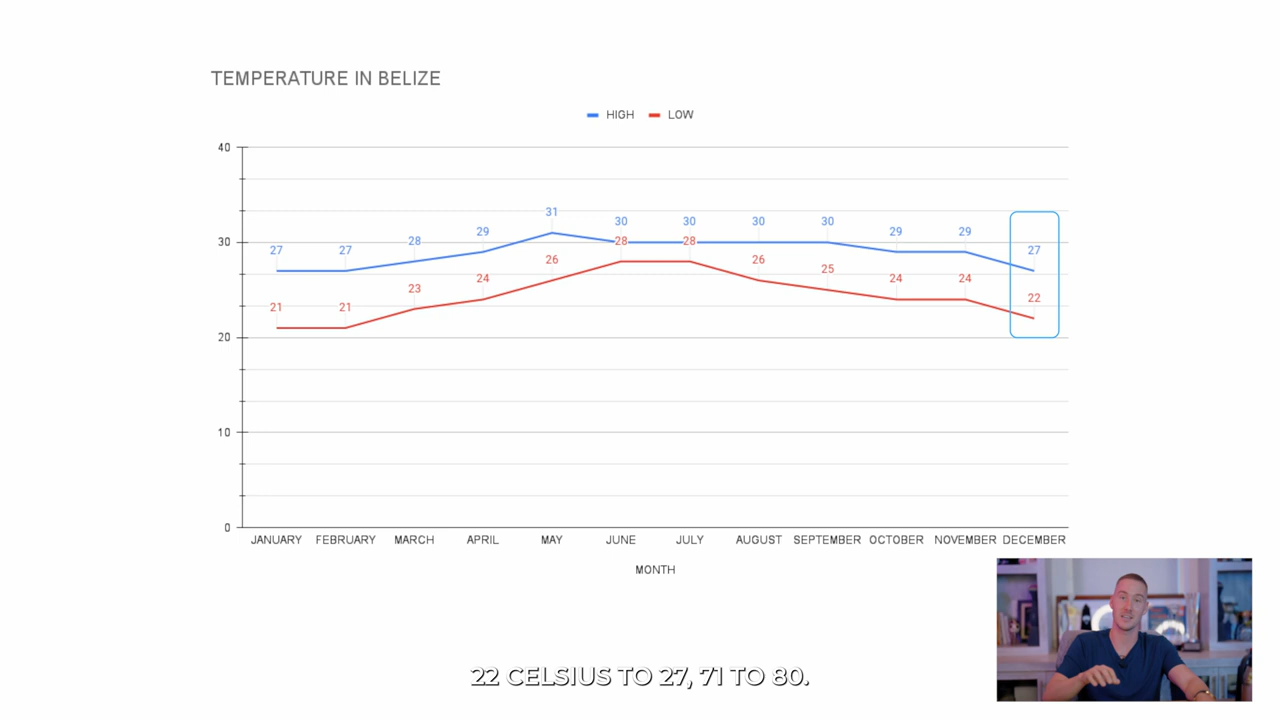 TEMPERATURE IN BELIZE
HIGH LOW
40
31
30 30 30 30
29 29 29
28
27 27 27
30
28 28
26 26
25
24 24 24
23
22
21 21
20
10
0
JANUARY FEBRUARY MARCH APRIL MAY JUNE JULY AUGUST SEPTEMBER OCTOBER NOVEMBER DECEMBER
MONTH
22 CELSIUS TO 27, 71 TO 80.